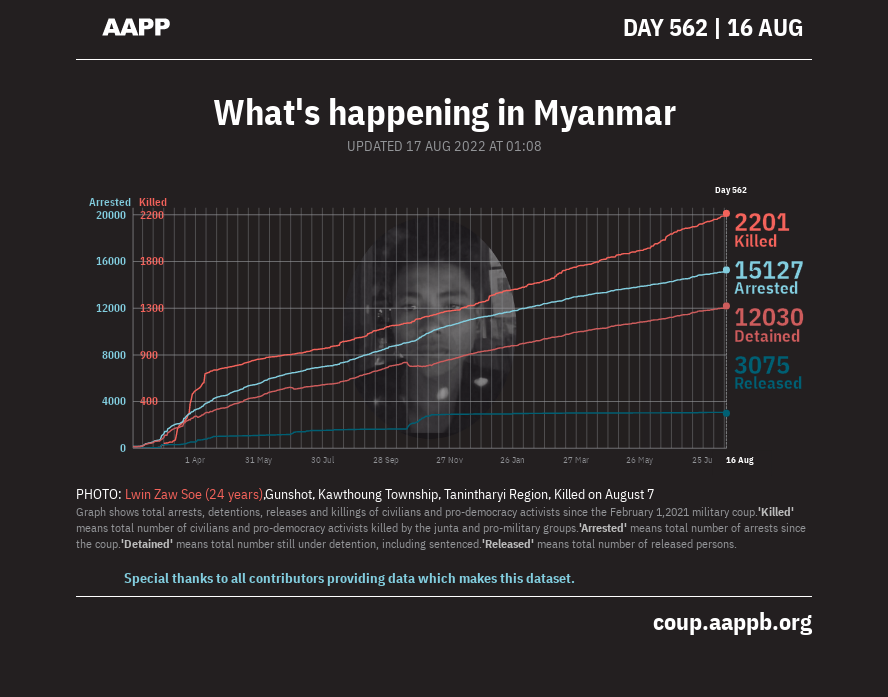 AAPP
DAY 562 | 16 AUG
What's happening in Myanmar
UPDATED 17 AUG 2022 AT 01:08
Day 562
Arrested Killed
20000 2200
16000 1800
12000 1300
8000 900
4000 400
0
2201
Killed
15127
Arrested
12030
Detained
3075
Released
1 Apr 31 May 30 Jul 28 Sep 27 Nov 26 Jan 27 Mar 26 May 25 Ju 16 Aug
PHOTO: Lwin Zaw Soe (24 years),Gunshot, Kawthoung Township, Tanintharyi Region, Killed on August 7
Graph shows total arrests, detentions, releases and killings of civilians and pro-democracy activists since the February 1,2021 military coup.'Killed'
means total number of civilians and pro-democracy activists killed by the junta and pro-military groups.'Arrested' means total number of arrests since
the coup.'Detained' means total number still under detention, including sentenced.'Released' means total number of released persons.
Special thanks to all contributors providing data which makes this dataset.
coup.aappb.org